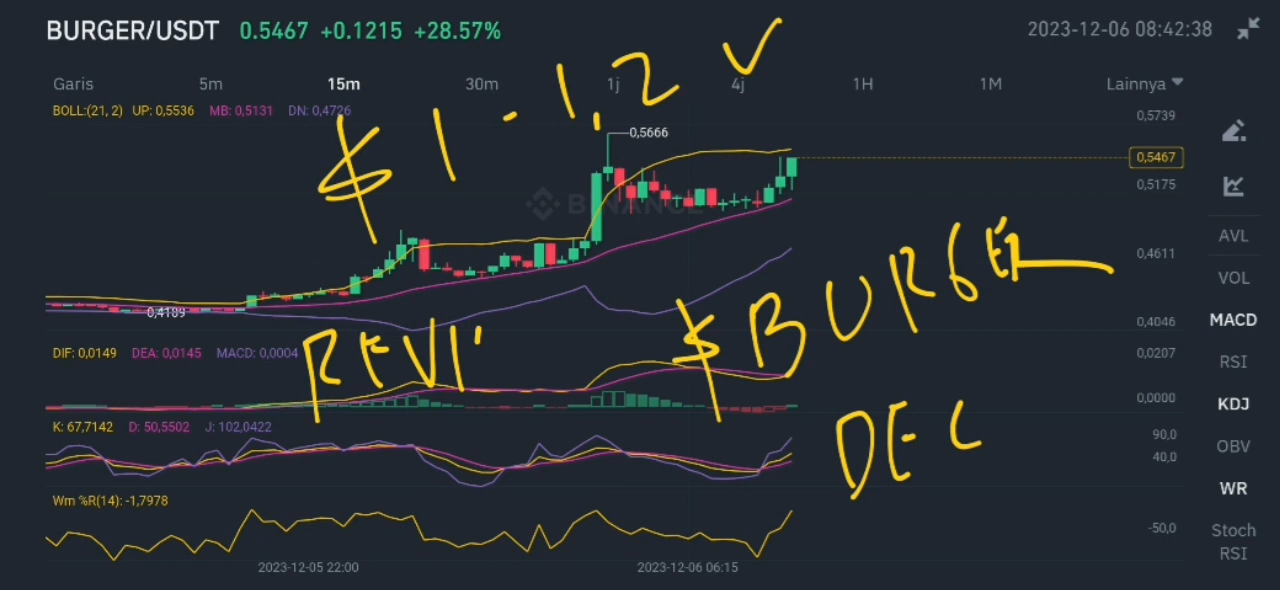 BURGER/USDT 0.5467 +0.1215 +28.57% 2023-12-06 08:42:38
Garis 5m 15m 30m 1j 4j 1H 1M Lainnya
BOLL:(21, 2) UP: 0,5536 MB: 0,5131 DN: 0,4726
$ 1 - 1,2 ✓
0,5666
0,5739
0,5467
0,5175
BINANCE
0,4611
0,4189
0,4046
$ BURGER
DIF: 0,0149 DEA: 0,0145 MACD: 0,0004
0,0207
0,0000
DEC
K: 67,7142 D: 50,5502 J: 102,0422
90,0
40,0
Wm %R(14): -1,7978
-50,0
2023-12-05 22:00 2023-12-06 06:15
AVL
VOL
MACD
RSI
KDJ
OBV
WR
Stoch
RSI